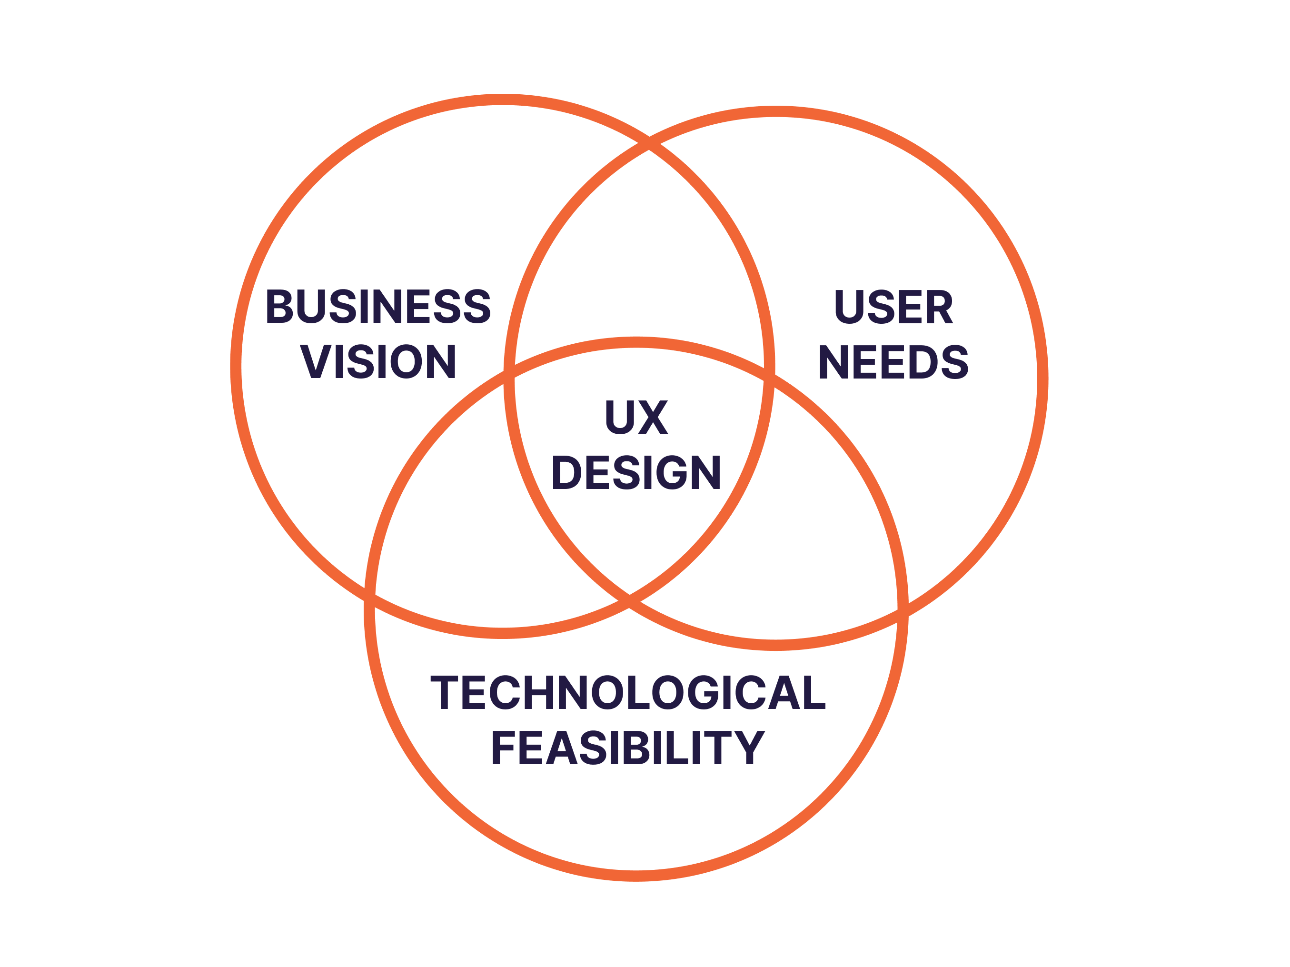 BUSINESS
VISION
USER
NEEDS
UX
DESIGN
TECHNOLOGICAL
FEASIBILITY